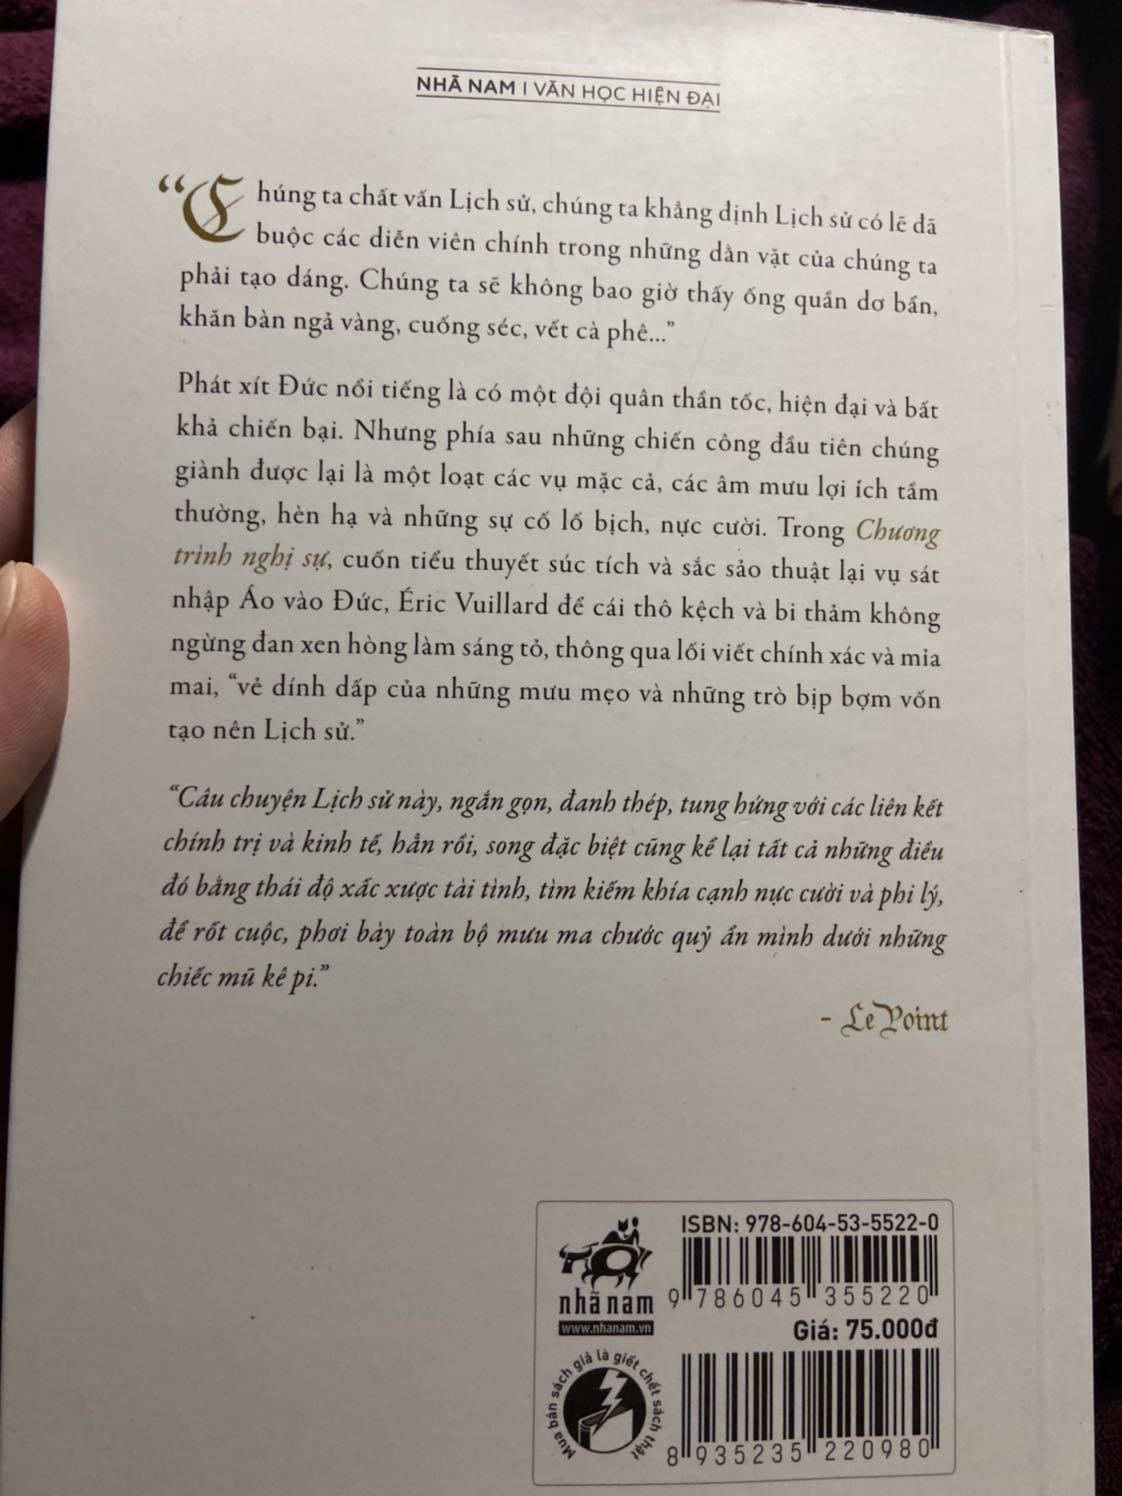 NHÃ NAM | VĂN HỌC HIỆN ĐẠI
“Chúng ta chất vấn Lịch sử, chúng ta khẳng định Lịch sử có lẽ đã
buộc các diễn viên chính trong những dằn vặt của chúng ta
phải tạo dáng. Chúng ta sẽ không bao giờ thấy ống quần dơ bẩn,
khăn bàn ngả vàng, cuống séc, vết cà phê...”
Phát xít Đức nổi tiếng là có một đội quân thần tốc, hiện đại và bất
khả chiến bại. Nhưng phía sau những chiến công đầu tiên chúng
giành được lại là một loạt các vụ mặc cả, các âm mưu lợi ích tầm
thường, hèn hạ và những sự cố lố bịch, nực cười. Trong Chương
trình nghị sự, cuốn tiểu thuyết súc tích và sắc sảo thuật lại vụ sát
nhập Áo vào Đức, Éric Vuillard để cái thô kệch và bi thảm không
ngừng đan xen hòng làm sáng tỏ, thông qua lối viết chính xác và mỉa
mai, “vẻ dính dấp của những mưu mẹo và những trò bịp bợm vốn
tạo nên Lịch sử.”
“Câu chuyện Lịch sử này, ngắn gọn, đanh thép, tung hứng với các liên kết
chính trị và kinh tế, hẳn rồi, song đặc biệt cũng kể lại tất cả những điều
đó bằng thái độ xấc xược tài tình, tìm kiếm khía cạnh nực cười và phi lý,
để rốt cuộc, phơi bày toàn bộ mưu ma chước quỷ ẩn mình dưới những
chiếc mũ kê pi.”
- Le Point
ISBN: 978-604-53-5522-0
nhã nam
www.nhanam.vn
9 786045 355220
Giá: 75.000đ
Mua bán sách giả là giết chết sách thật
8 935235 220980